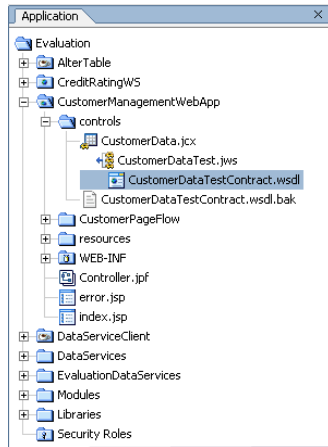 Application
Evaluation
AlterTable
CreditRatingWS
CustomerManagementWebApp
controls
CustomerData.jcx
CustomerDataTest.jws
CustomerDataTestContract.wsdl
CustomerDataTestContract.wsdl.bak
CustomerPageFlow
resources
WEB-INF
Controller.jpf
error.jsp
index.jsp
DataServiceClient
DataServices
EvaluationDataServices
Modules
Libraries
Security Roles